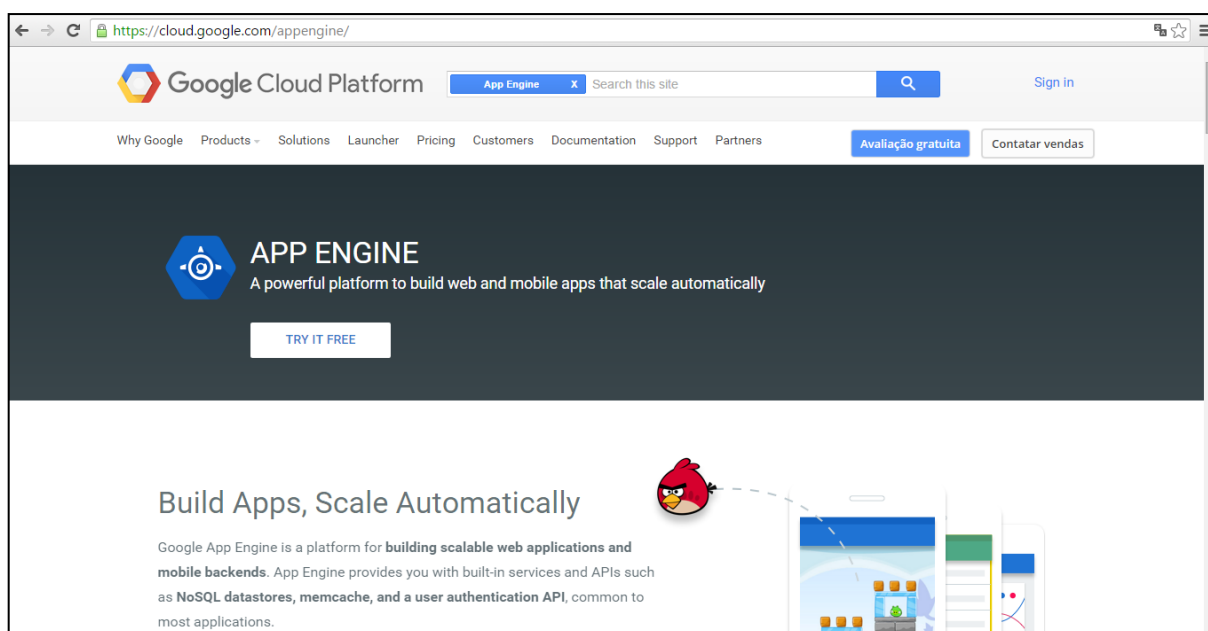 https://cloud.google.com/appengine/
Google Cloud Platform App Engine X Search this site Sign in
Why Google Products Solutions Launcher Pricing Customers Documentation Support Partners Avaliação gratuita Contatar vendas
APP ENGINE
A powerful platform to build web and mobile apps that scale automatically
TRY IT FREE
Build Apps, Scale Automatically
Google App Engine is a platform for building scalable web applications and
mobile backends. App Engine provides you with built-in services and APIs such
as NoSQL datastores, memcache, and a user authentication API, common to
most applications.